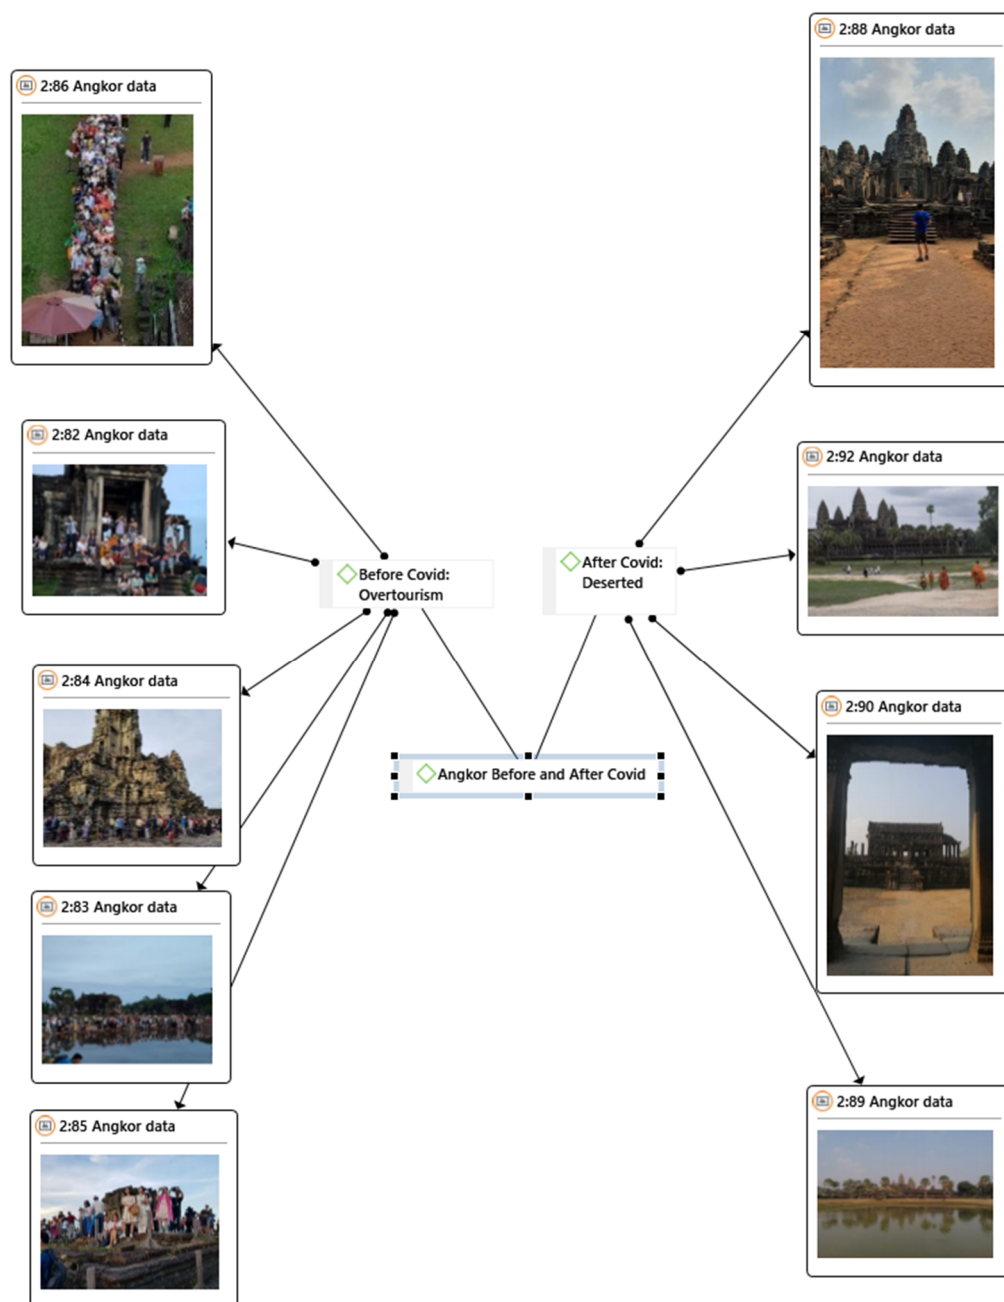 2:88 Angkor data
2:86 Angkor data
2:82 Angkor data
2:92 Angkor data
Before Covid:
Overtourism
After Covid:
Deserted
2:84 Angkor data
2:90 Angkor data
Angkor Before and After Covid
2:83 Angkor data
2:89 Angkor data
2:85 Angkor data